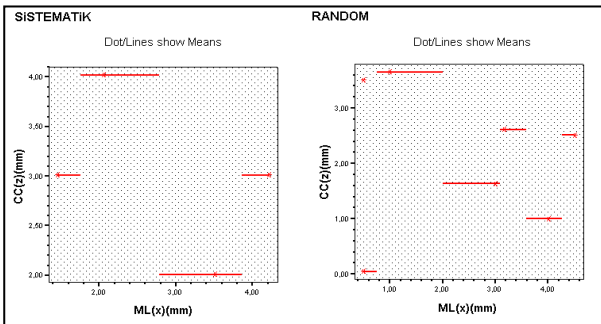 SİSTEMATİK
Dot/Lines show Means
4,00
3,50
3,00
2,50
2,00
CC(z)(mm)
2,00
3,00
4,00
ML(x)(mm)
RANDOM
Dot/Lines show Means
3,00
2,00
1,00
0,00
CC(z)(mm)
1,00
2,00
3,00
4,00
ML(x)(mm)